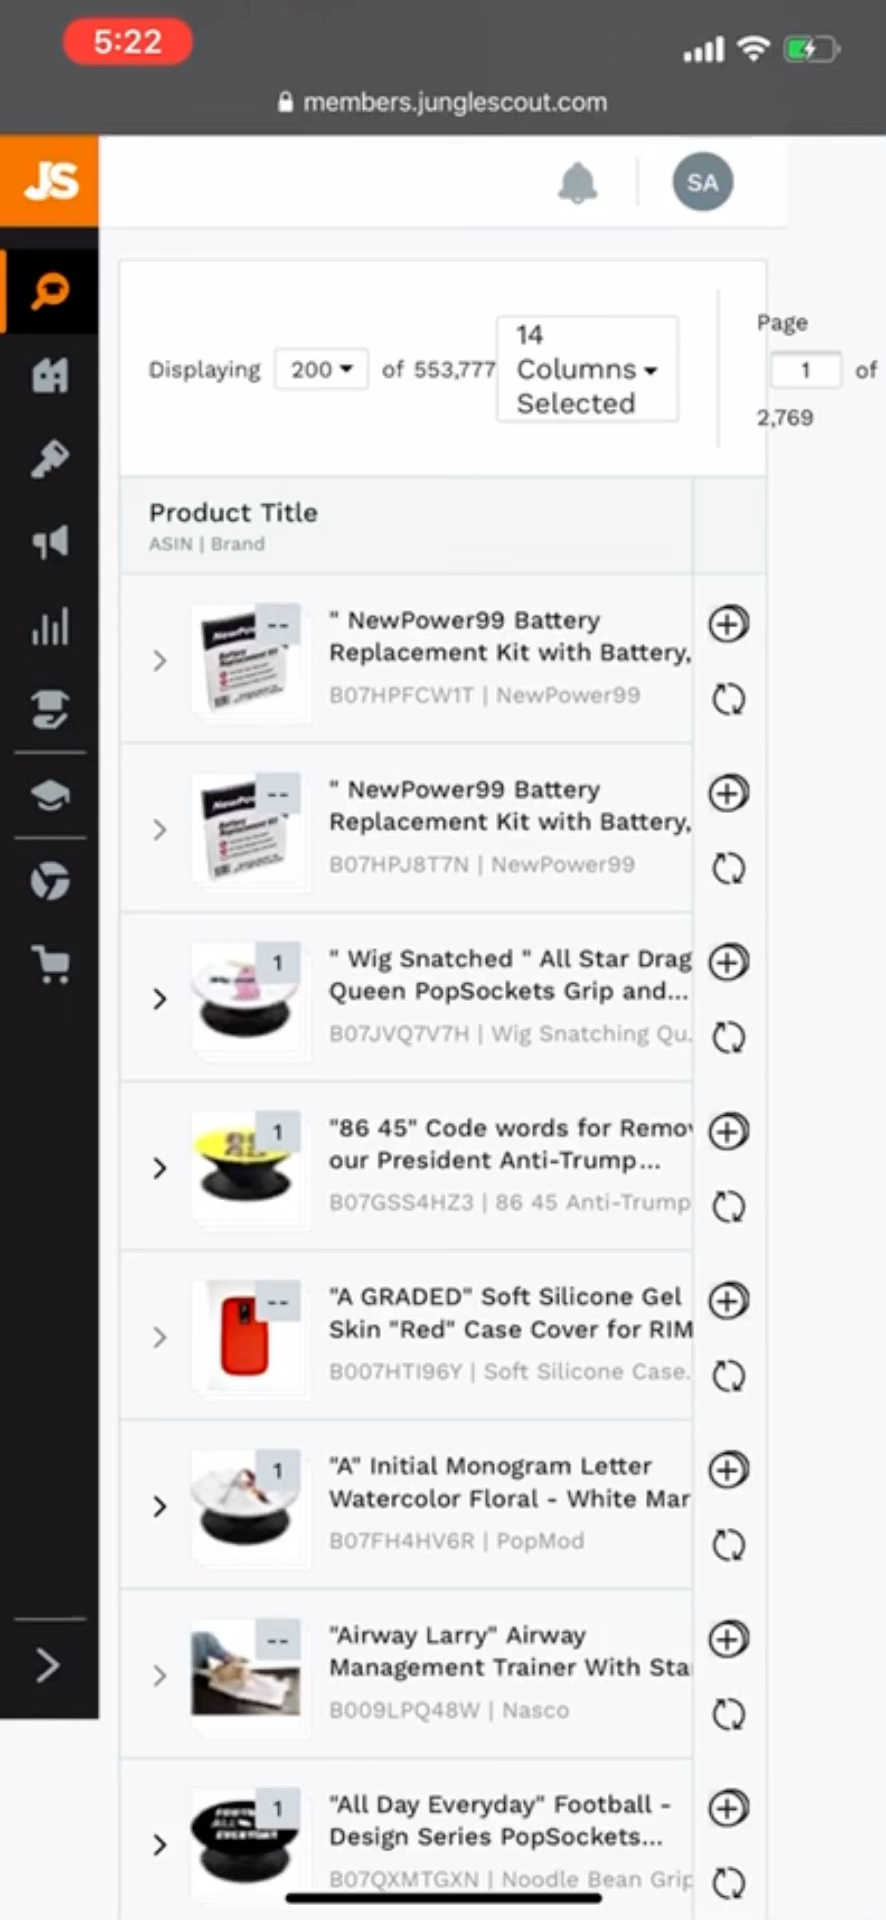 5:22
members.junglescout.com
JS
SA
Displaying 200 of 553,777
14
Columns
Selected
Page
1 of
2,769
Product Title
ASIN | Brand
--
" NewPower99 Battery
Replacement Kit with Battery,
B07HPFCW1T | NewPower99
--
" NewPower99 Battery
Replacement Kit with Battery,
B07HPJ8T7N | NewPower99
1
" Wig Snatched " All Star Drag
Queen PopSockets Grip and...
B07JVQ7V7H | Wig Snatching Qu.
1
"86 45" Code words for Remov
our President Anti-Trump...
B07GSS4HZ3 | 86 45 Anti-Trump
--
"A GRADED" Soft Silicone Gel
Skin "Red" Case Cover for RIM
B007HTI96Y | Soft Silicone Case.
1
"A" Initial Monogram Letter
Watercolor Floral - White Mar
B07FH4HV6R | PopMod
--
"Airway Larry" Airway
Management Trainer With Sta
B009LPQ48W | Nasco
1
"All Day Everyday" Football -
Design Series PopSockets...
B07QXMTGXN | Noodle Bean Grip